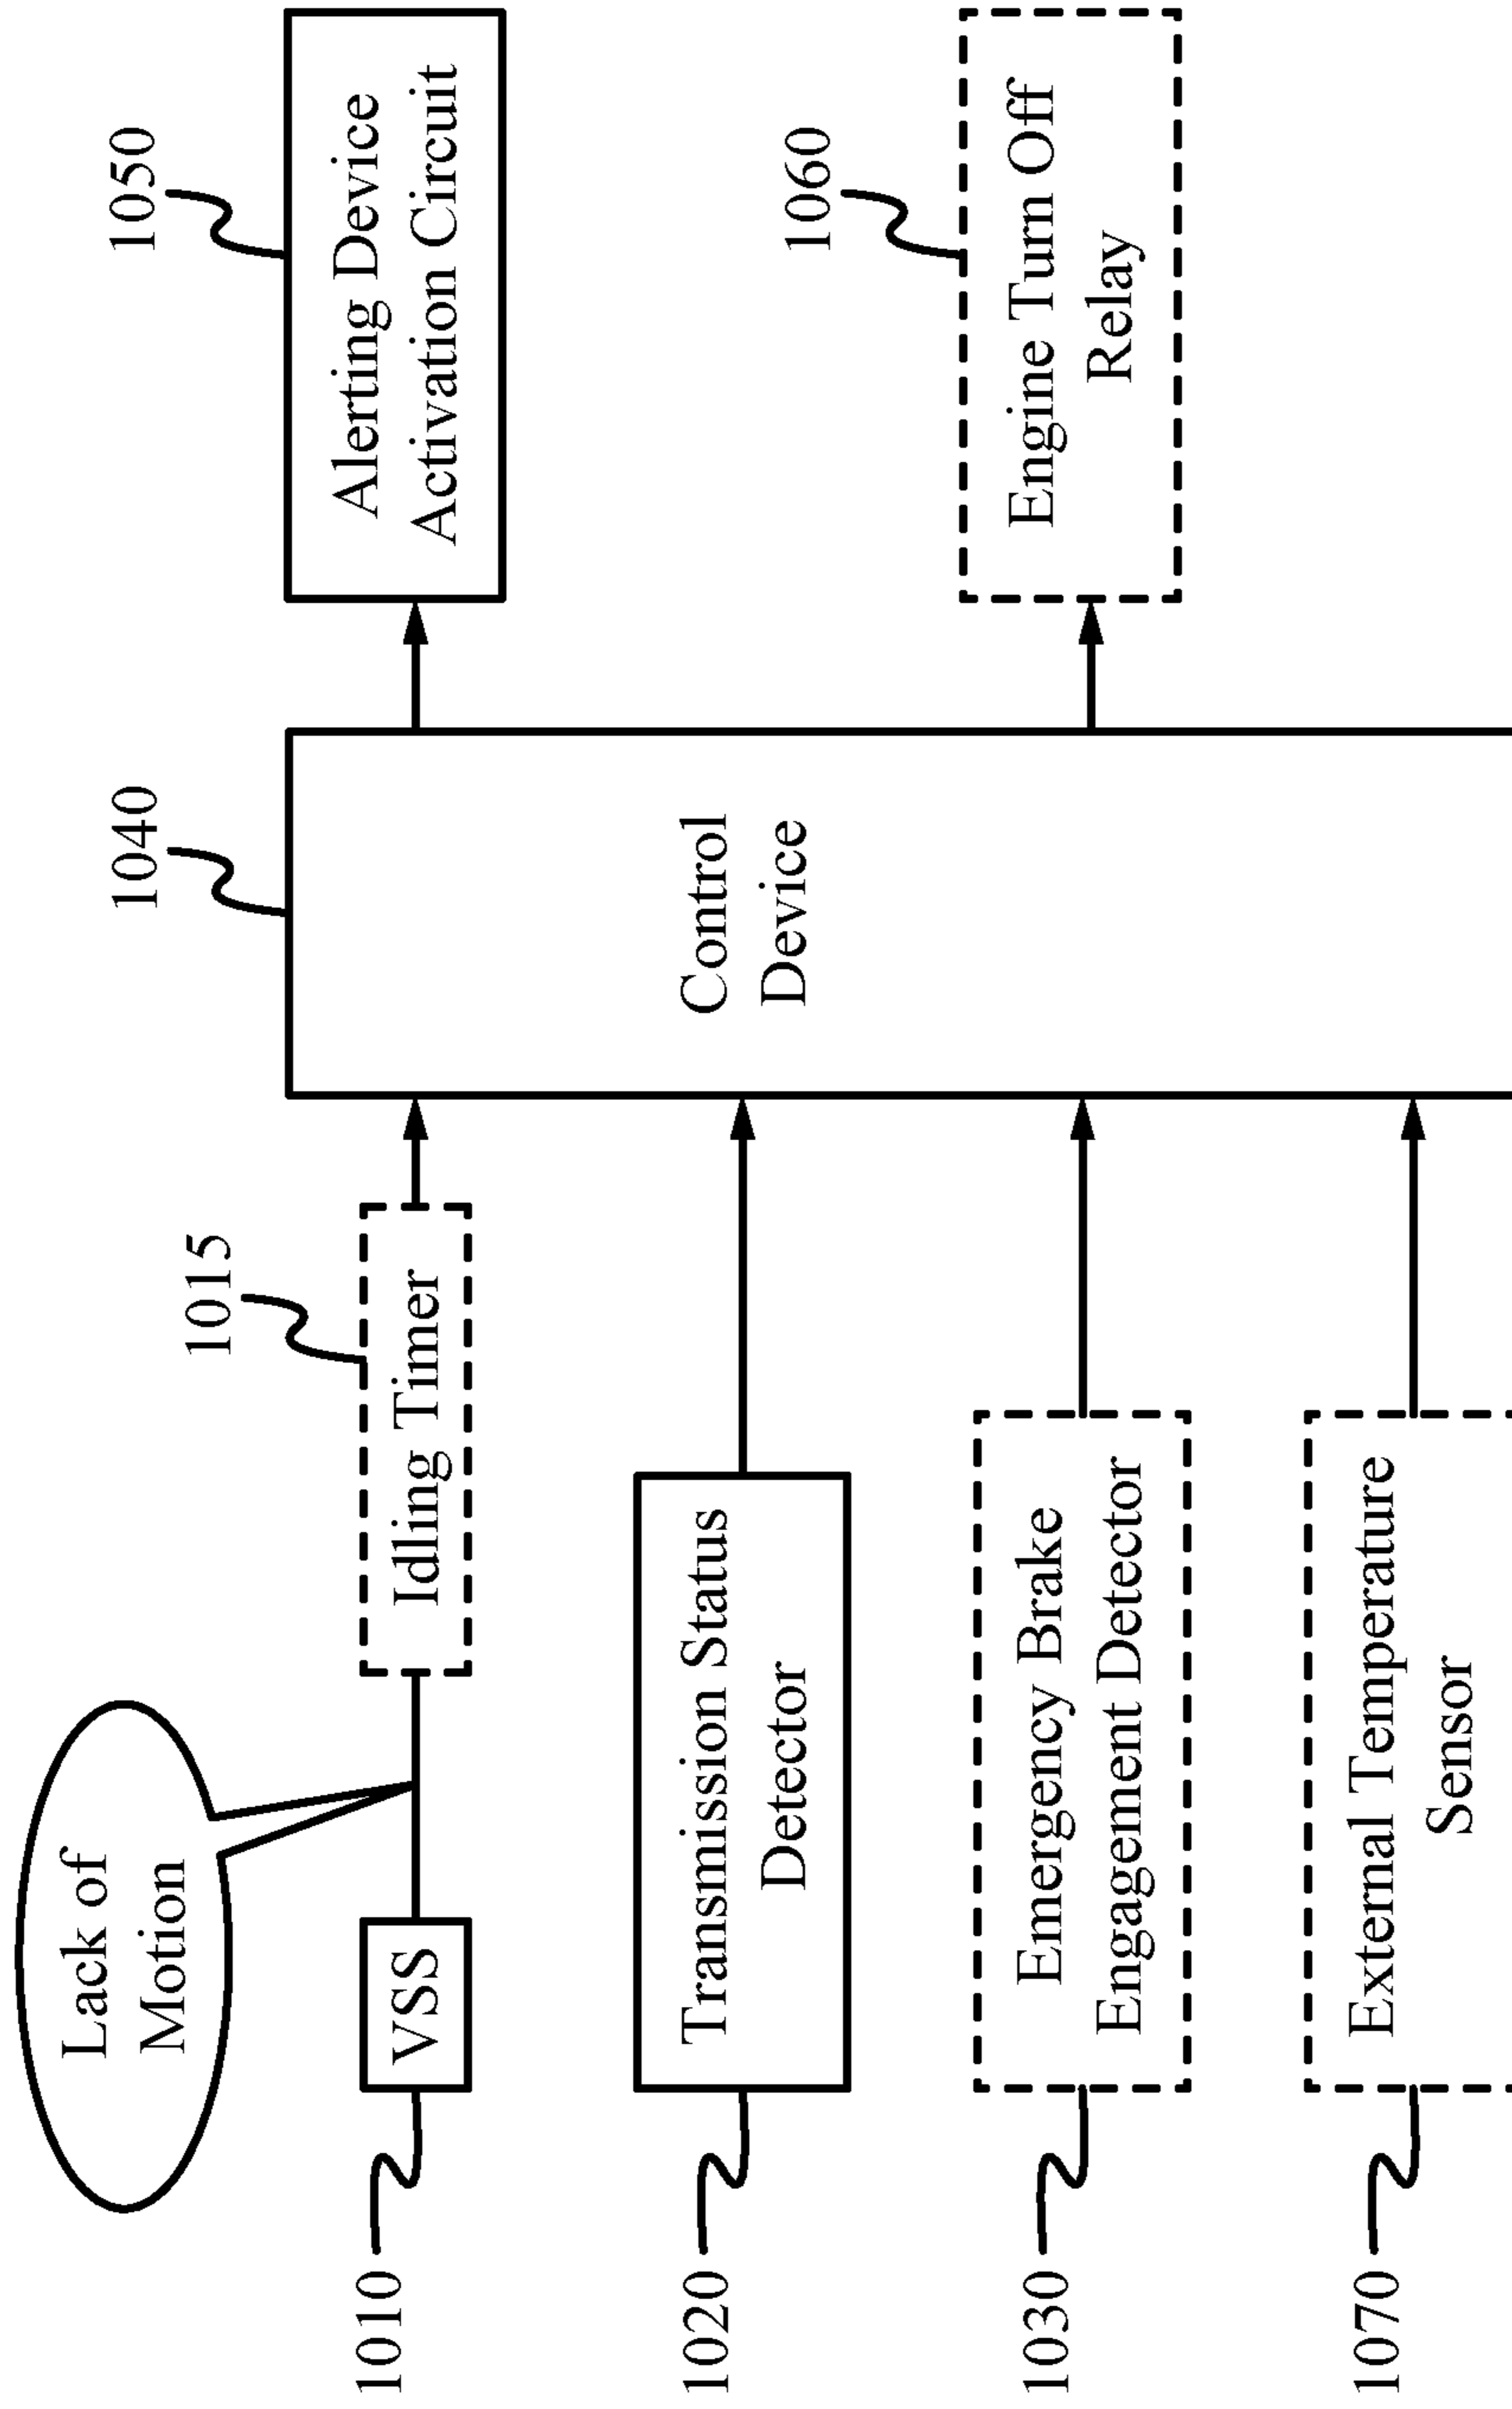 Lack of
Motion
1010
VSS
1015
Idling Timer
1040
Control
Device
1050
Alerting Device
Activation Circuit
1020
Transmission Status
Detector
1060
Engine Turn Off
Relay
1030
Emergency Brake
Engagement Detector
1070
External Temperature
Sensor